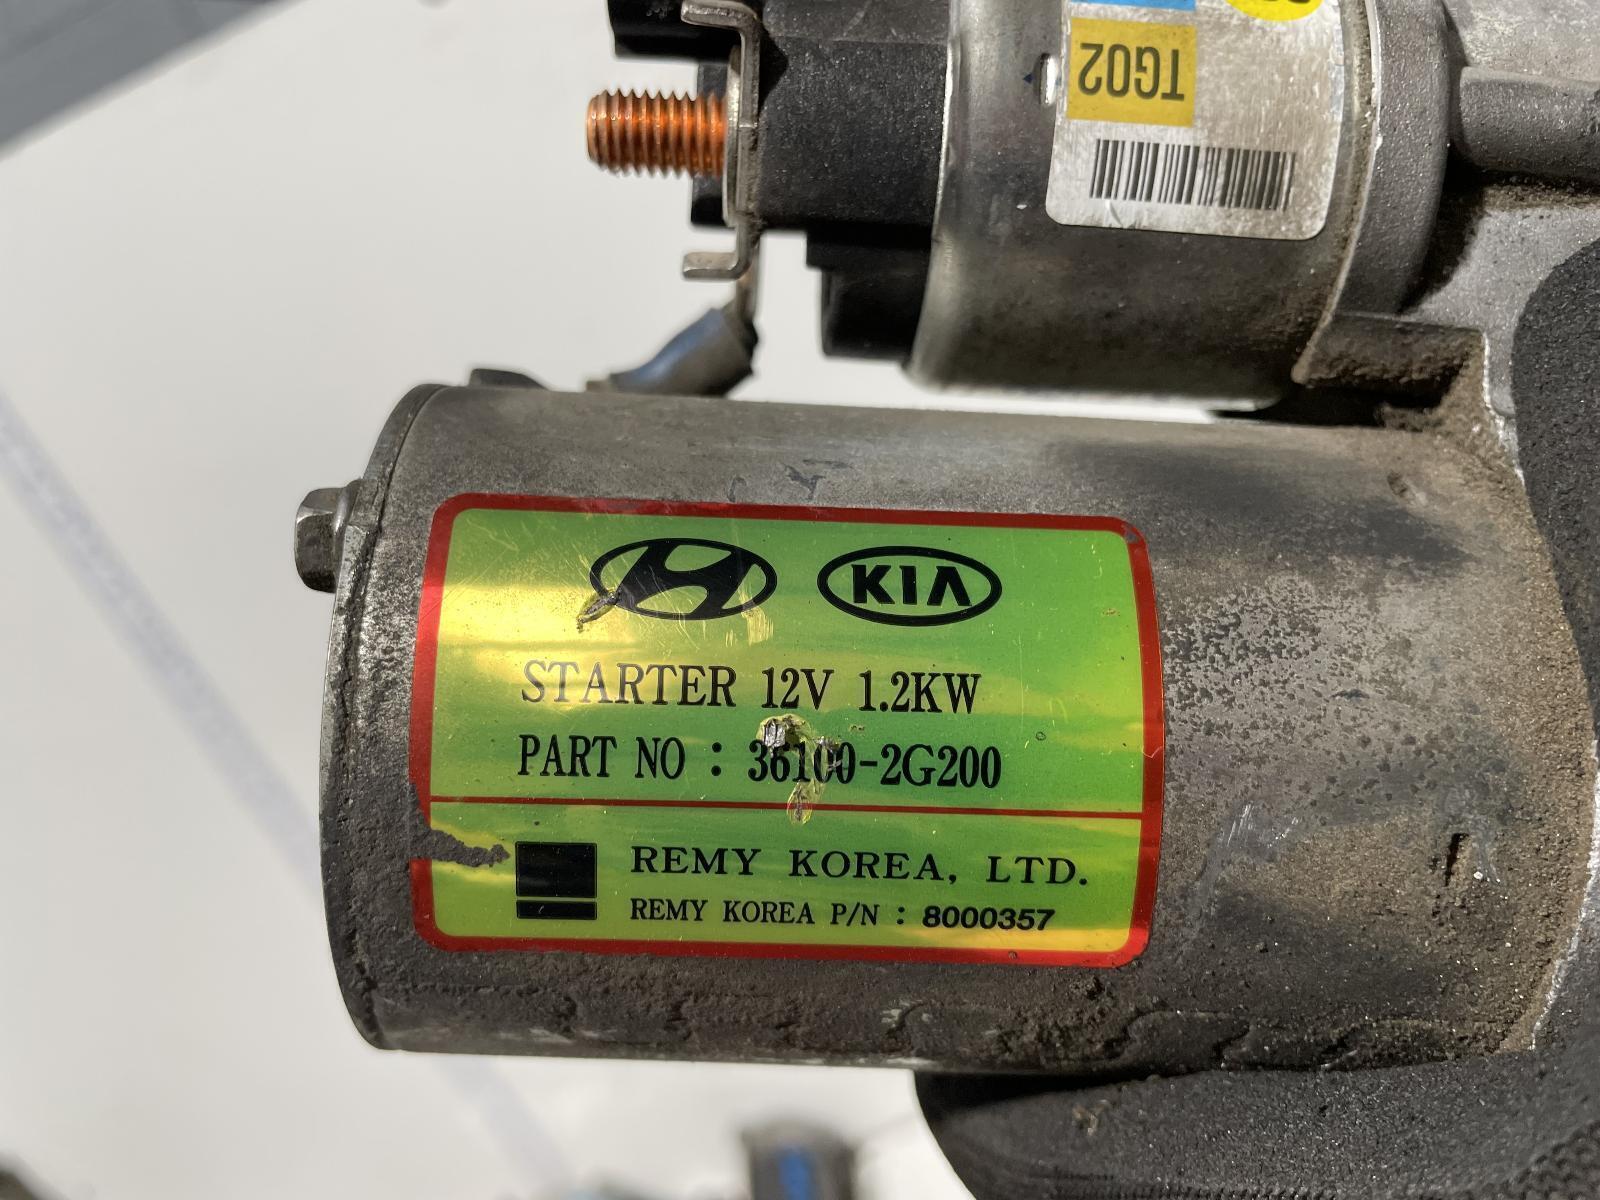 TG02
KIA
STARTER 12V 1.2KW
PART NO : 36100-2G200
REMY KOREA, LTD.
REMY KOREA P/N : 8000357